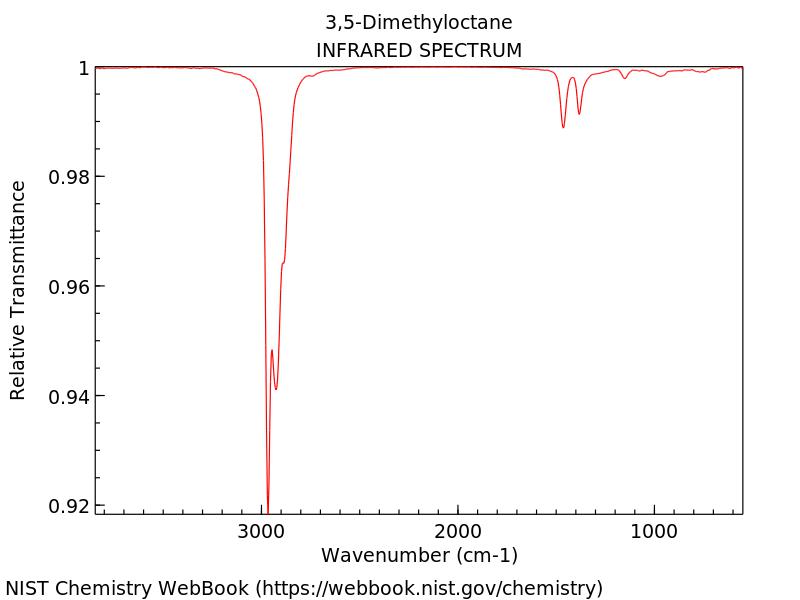 3,5-Dimethyloctane
INFRARED SPECTRUM
1
0.98
0.96
0.94
0.92
Relative Transmittance
3000 2000 1000
Wavenumber (cm-1)
NIST Chemistry WebBook (https://webbook.nist.gov/chemistry)